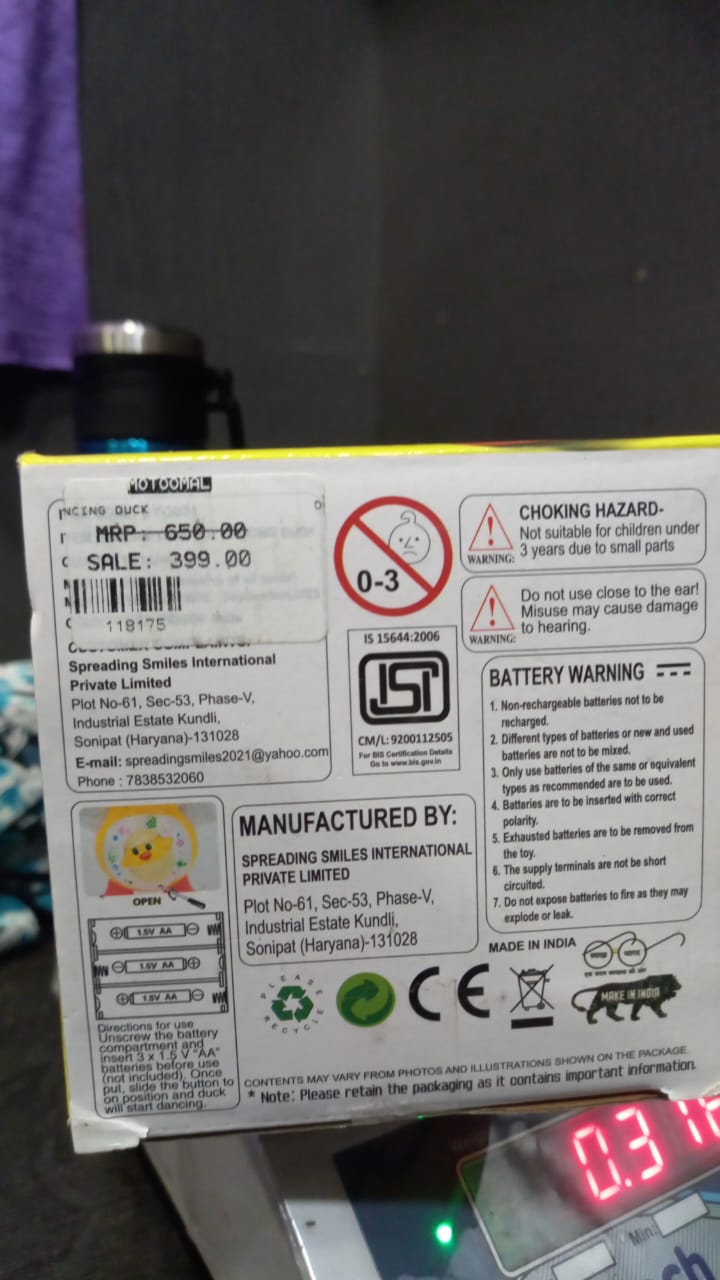 MOTOOMAL
NCING DUCK
MRP: 650.00
SALE: 399.00
118175
Spreading Smiles International
Private Limited
Plot No-61, Sec-53, Phase-V,
Industrial Estate Kundli,
Sonipat (Haryana)-131028
E-mail: spreadingsmiles2021@yahoo.com
Phone : 7838532060
0-3
WARNING:
CHOKING HAZARD-
Not suitable for children under
3 years due to small parts
WARNING:
Do not use close to the ear!
Misuse may cause damage
to hearing.
IS 15644:2006
ISI
CM/L: 9200112505
For BIS Certification Details
Go to www.bis.gov.in
BATTERY WARNING
1. Non-rechargeable batteries not to be
recharged.
2. Different types of batteries or new and used
batteries are not to be mixed.
3. Only use batteries of the same or equivalent
types as recommended are to be used.
4. Batteries are to be inserted with correct
polarity.
5. Exhausted batteries are to be removed from
the toy.
6. The supply terminals are not be short
circuited.
7. Do not expose batteries to fire as they may
explode or leak.
OPEN
1.5V AA
1.5V AA
1.5V AA
Directions for use
Unscrew the battery
compartment and
insert 3 x 1.5 V "AA"
batteries before use
(not included). Once
put, slide the button to
on position and duck
will start dancing.
MANUFACTURED BY:
SPREADING SMILES INTERNATIONAL
PRIVATE LIMITED
Plot No-61, Sec-53, Phase-V,
Industrial Estate Kundli,
Sonipat (Haryana)-131028
PLEASE
RECYCLE
CE
MADE IN INDIA
MAKE IN INDIA
CONTENTS MAY VARY FROM PHOTOS AND ILLUSTRATIONS SHOWN ON THE PACKAGE.
* Note: Please retain the packaging as it contains important information.
0.31
Min: